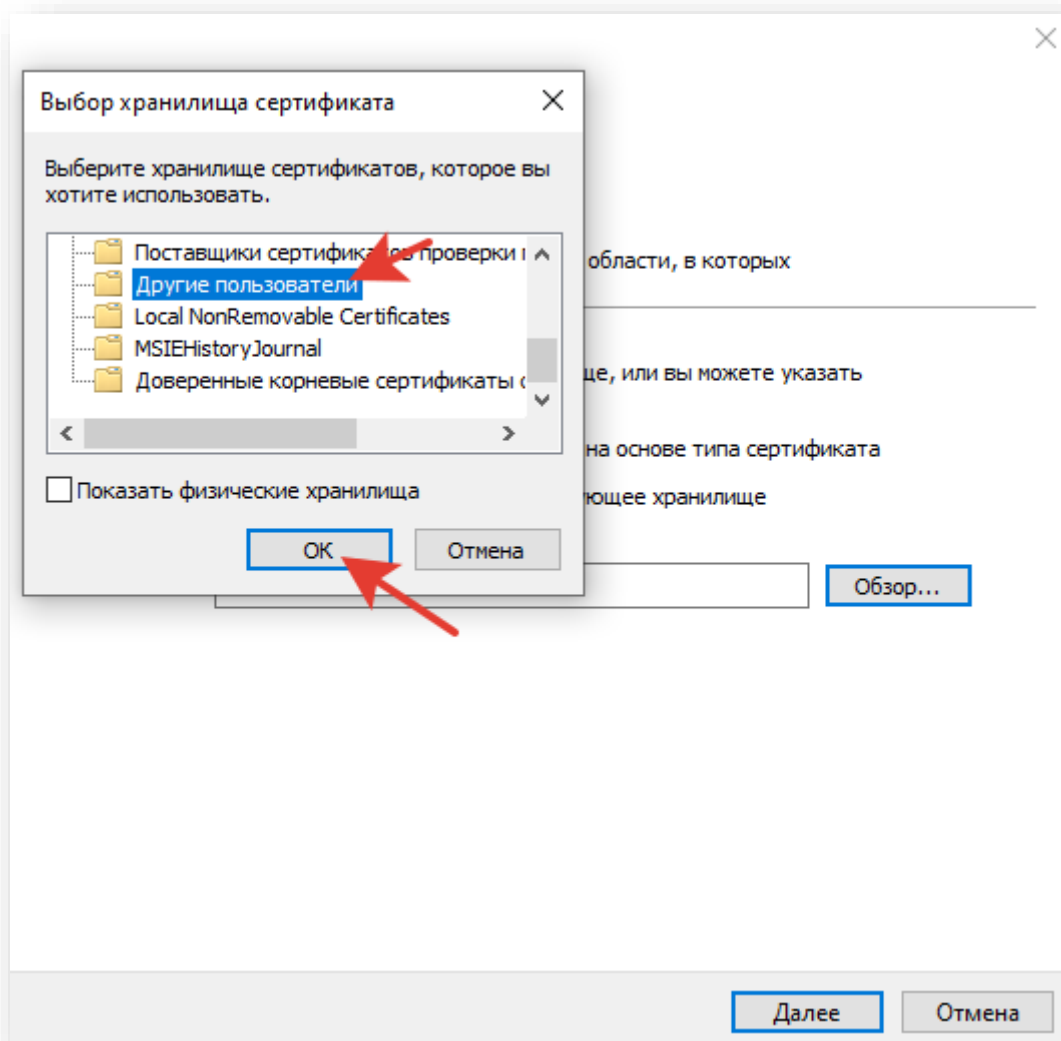 Выбор хранилища сертификата
Выберите хранилище сертификатов, которое вы
хотите использовать.
Поставщики сертификатов проверки
Другие пользователи
Local NonRemovable Certificates
MSIEHistoryJournal
Доверенные корневые сертификаты
Показать физические хранилища
ОК
Отмена
области, в которых
или вы можете указать
на основе типа сертификата
хранилище
Обзор...
Далее
Отмена